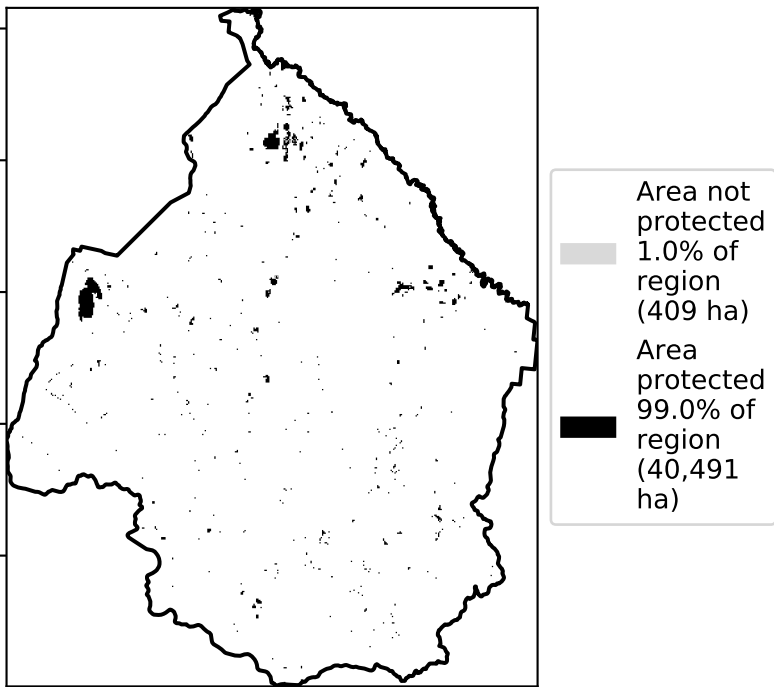 Area not
protected
1.0% of
region
(409 ha)
Area
protected
99.0% of
region
(40,491
ha)